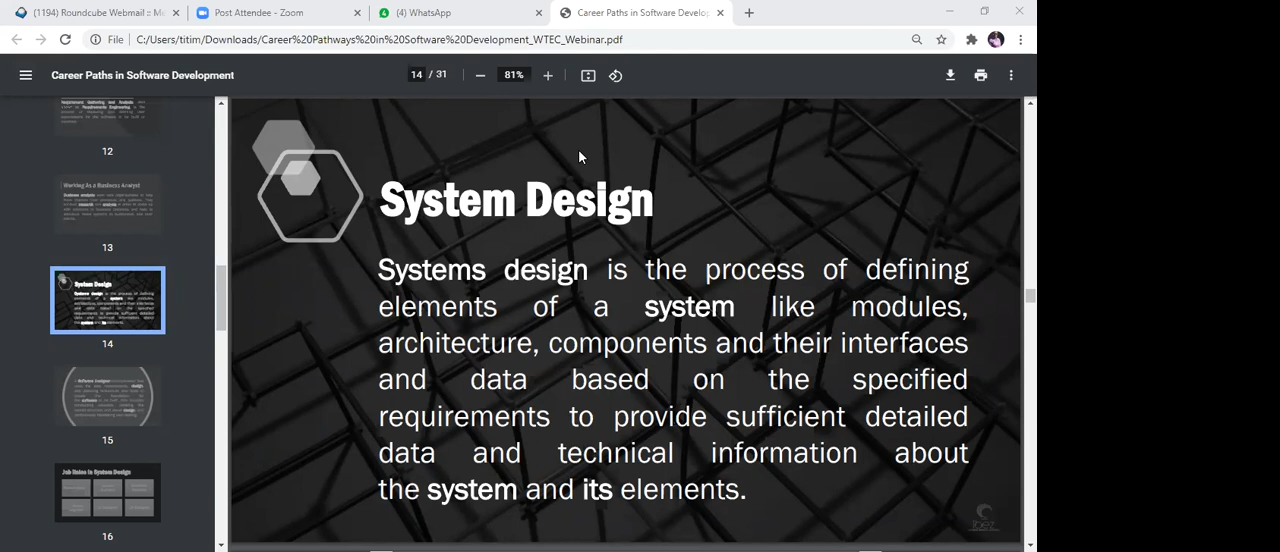 (1194) Roundcube Webmail :: Me
Post Attendee - Zoom
(4) WhatsApp
Career Paths in Software Develop
File C:/Users/titim/Downloads/Career%20Pathways%20in%20Software%20Development_WTEC_Webinar.pdf
Career Paths in Software Development
14 / 31
81%
12
Working As a Business Analyst
13
System Design
14
15
Job Roles in System Design
16
System Design
Systems design is the process of defining
elements of a system like modules,
architecture, components and their interfaces
and data based on the specified
requirements to provide sufficient detailed
data and technical information about
the system and its elements.